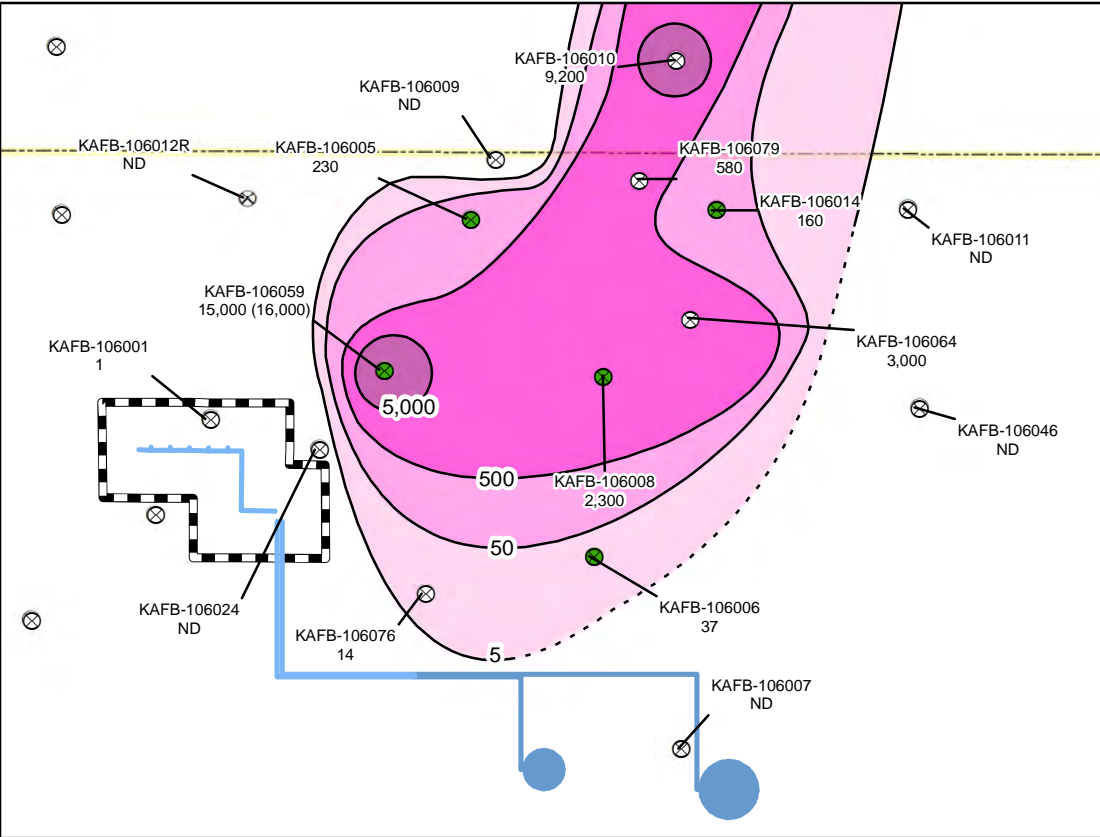 KAFB-106010
9,200
KAFB-106009
ND
KAFB-106012R
ND
KAFB-106005
230
KAFB-106079
580
KAFB-106014
160
KAFB-106011
ND
KAFB-106059
15,000 (16,000)
KAFB-106064
3,000
KAFB-106001
1
5,000
KAFB-106046
ND
500
KAFB-106008
2,300
50
KAFB-106024
ND
KAFB-106076
14
KAFB-106006
37
5
KAFB-106007
ND